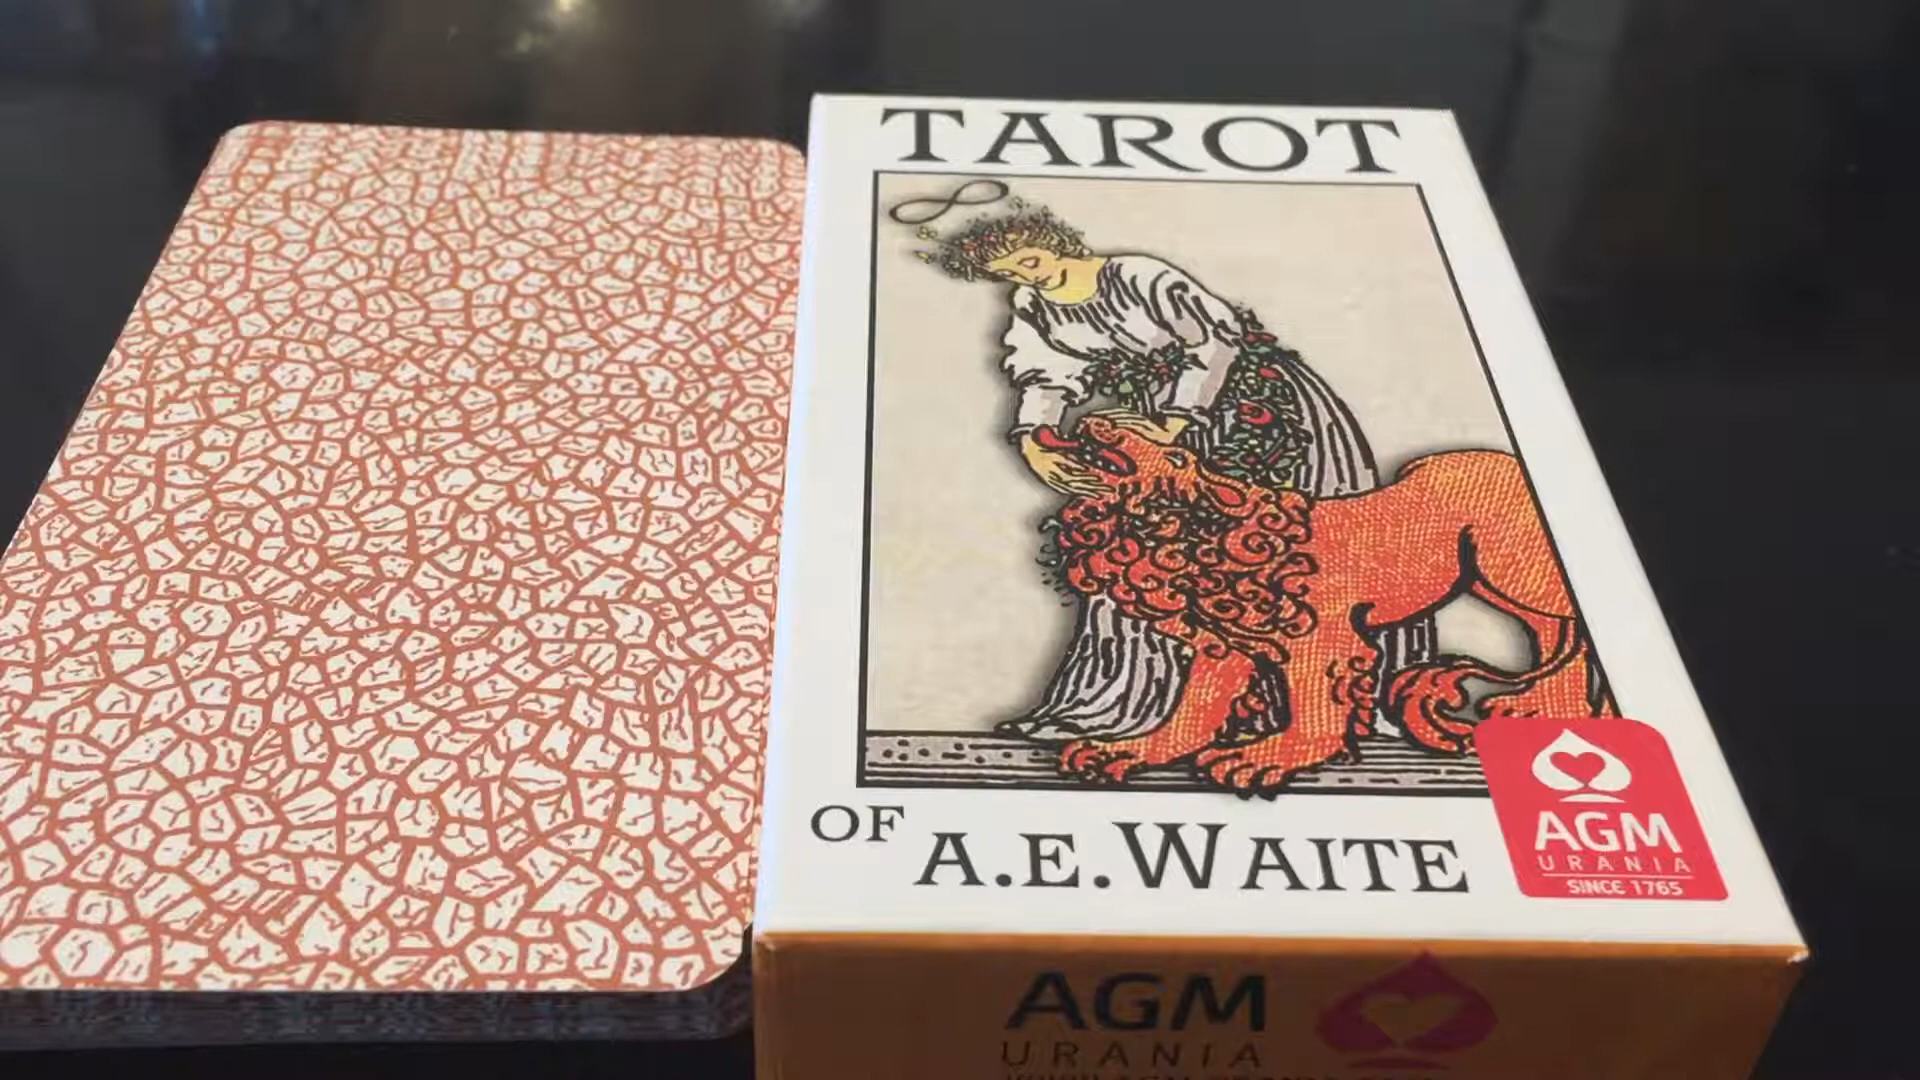 TAROT
OF A.E. WAITE
AGM
URANIA
SINCE 1765
AGM
URANIA